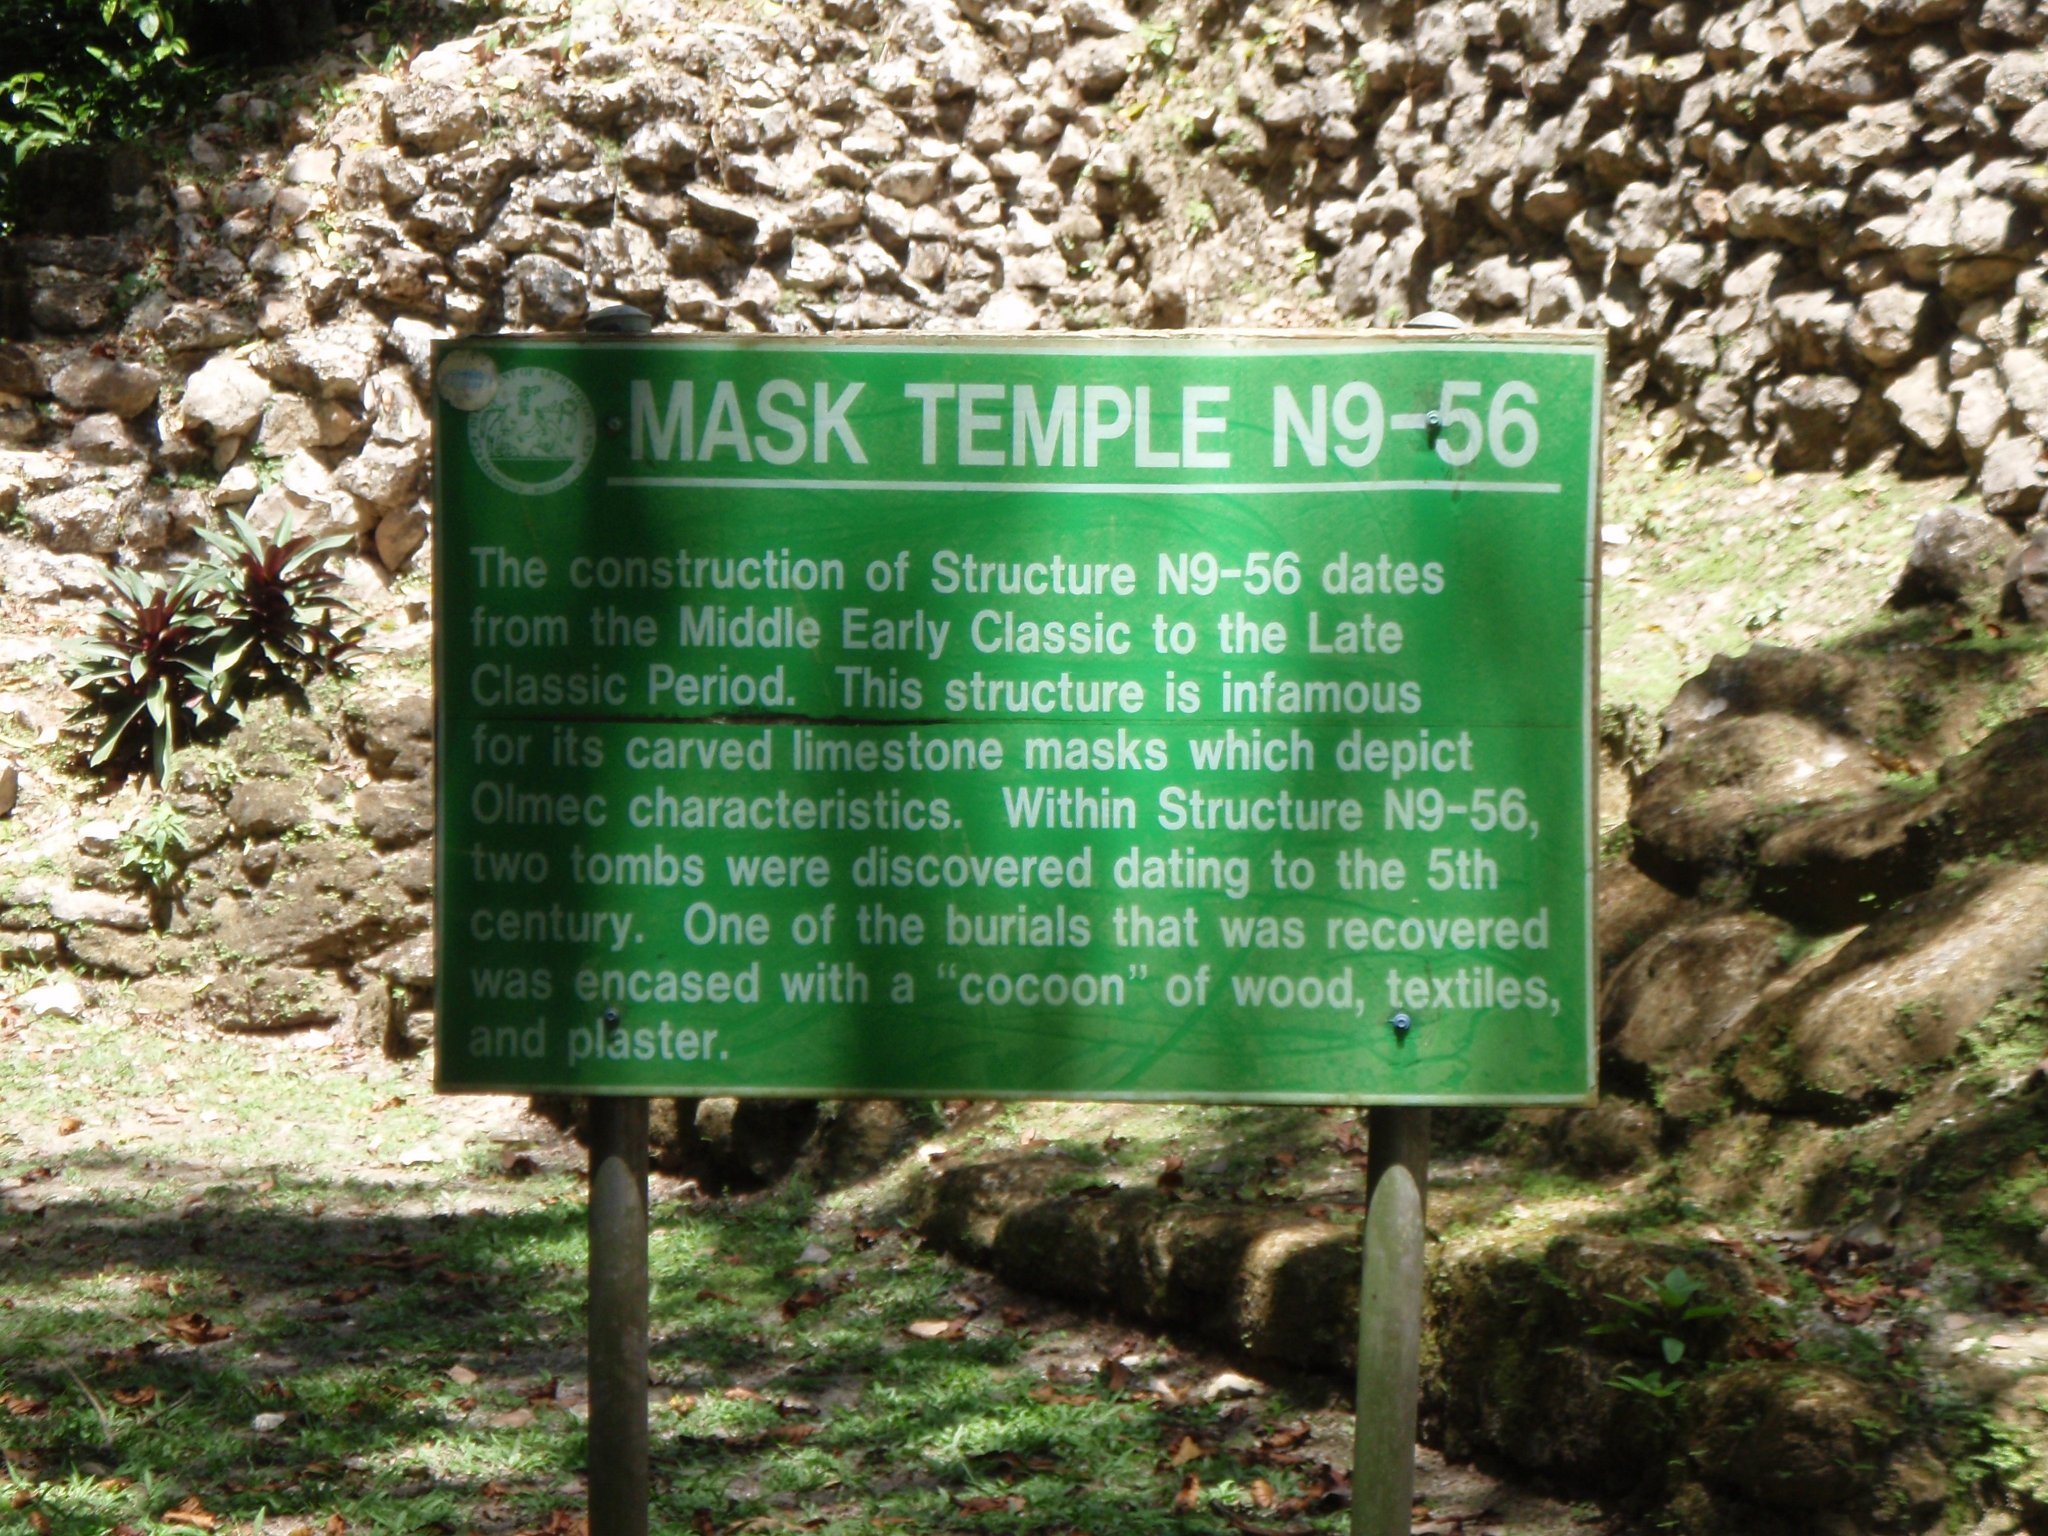 MASK TEMPLE N9-56
The construction of Structure N9-56 dates
from the Middle Early Classic to the Late
Classic Period. This structure is infamous
for its carved limestone masks which depict
Olmec characteristics. Within Structure N9-56,
two tombs were discovered dating to the 5th
century. One of the burials that was recovered
was encased with a “cocoon” of wood, textiles,
and plaster.